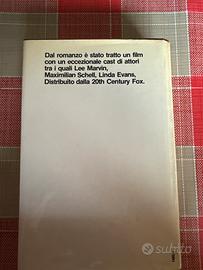 Dal romanzo è stato tratto un film
con un eccezionale cast di attori
tra i quali Lee Marvin,
Maximilian Schell, Linda Evans,
Distribuito dalla 20th Century Fox.
subito